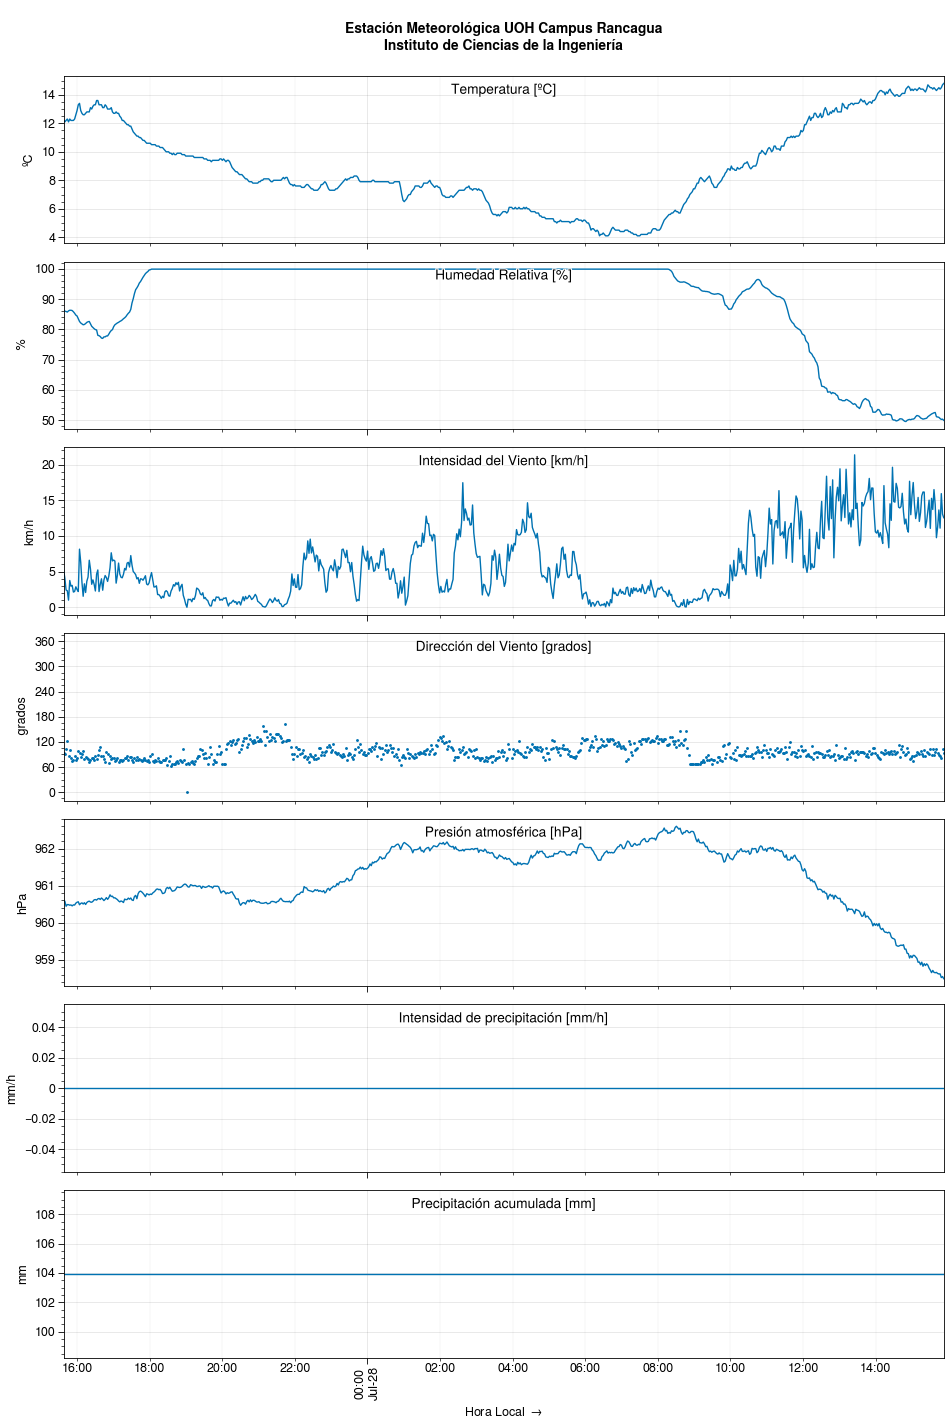 Estación Meteorológica UOH Campus Rancagua
Instituto de Ciencias de la Ingeniería
Temperatura [ºC]
ºC
14
12
10
8
6
4
Humedad Relativa [%]
%
100
90
80
70
60
50
Intensidad del Viento [km/h]
km/h
20
15
10
5
0
Dirección del Viento [grados]
grados
360
300
240
180
120
60
0
Presión atmosférica [hPa]
hPa
962
961
960
959
Intensidad de precipitación [mm/h]
mm/h
0.04
0.02
0
−0.02
−0.04
Precipitación acumulada [mm]
mm
108
106
104
102
100
16:00 18:00 20:00 22:00 00:00 02:00 04:00 06:00 08:00 10:00 12:00 14:00
Jul-28
Hora Local →